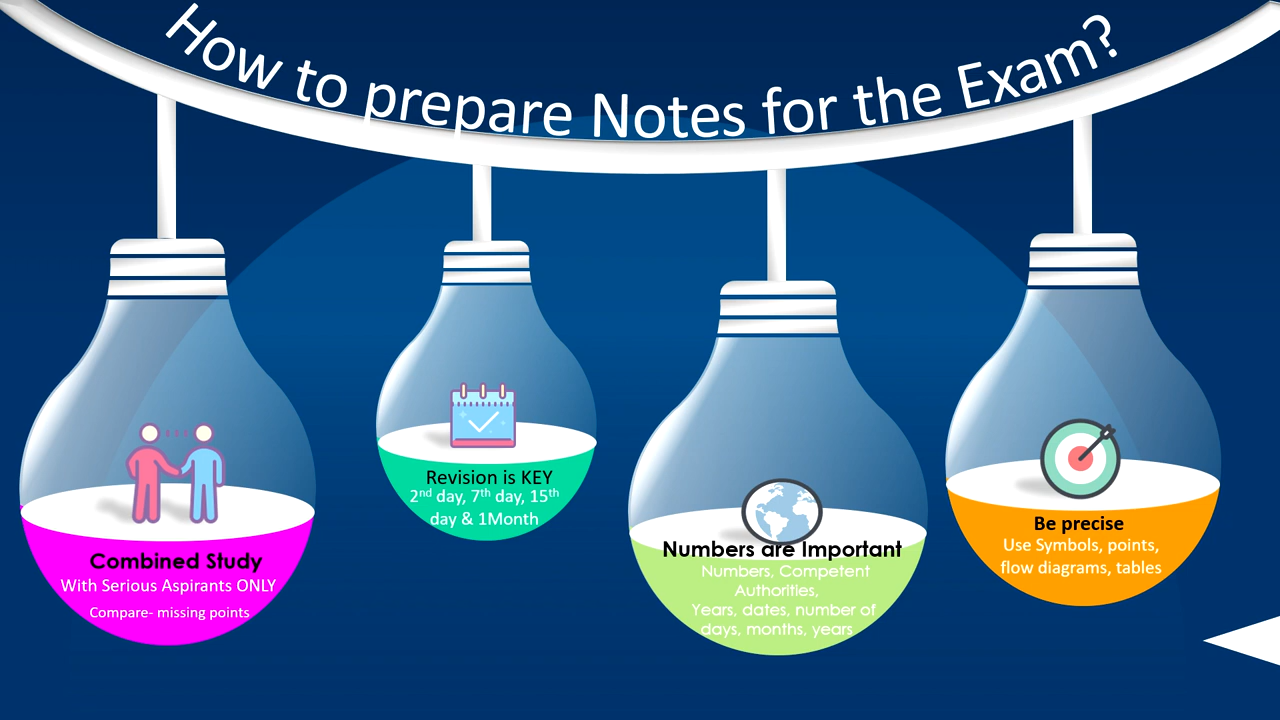 How to prepare Notes for the Exam?
Combined Study
With Serious Aspirants ONLY
Compare- missing points
Revision is KEY
2nd day, 7th day, 15th
day & 1Month
Numbers are Important
Numbers, Competent
Authorities,
Years, dates, number of
days, months, years
Be precise
Use Symbols, points,
flow diagrams, tables